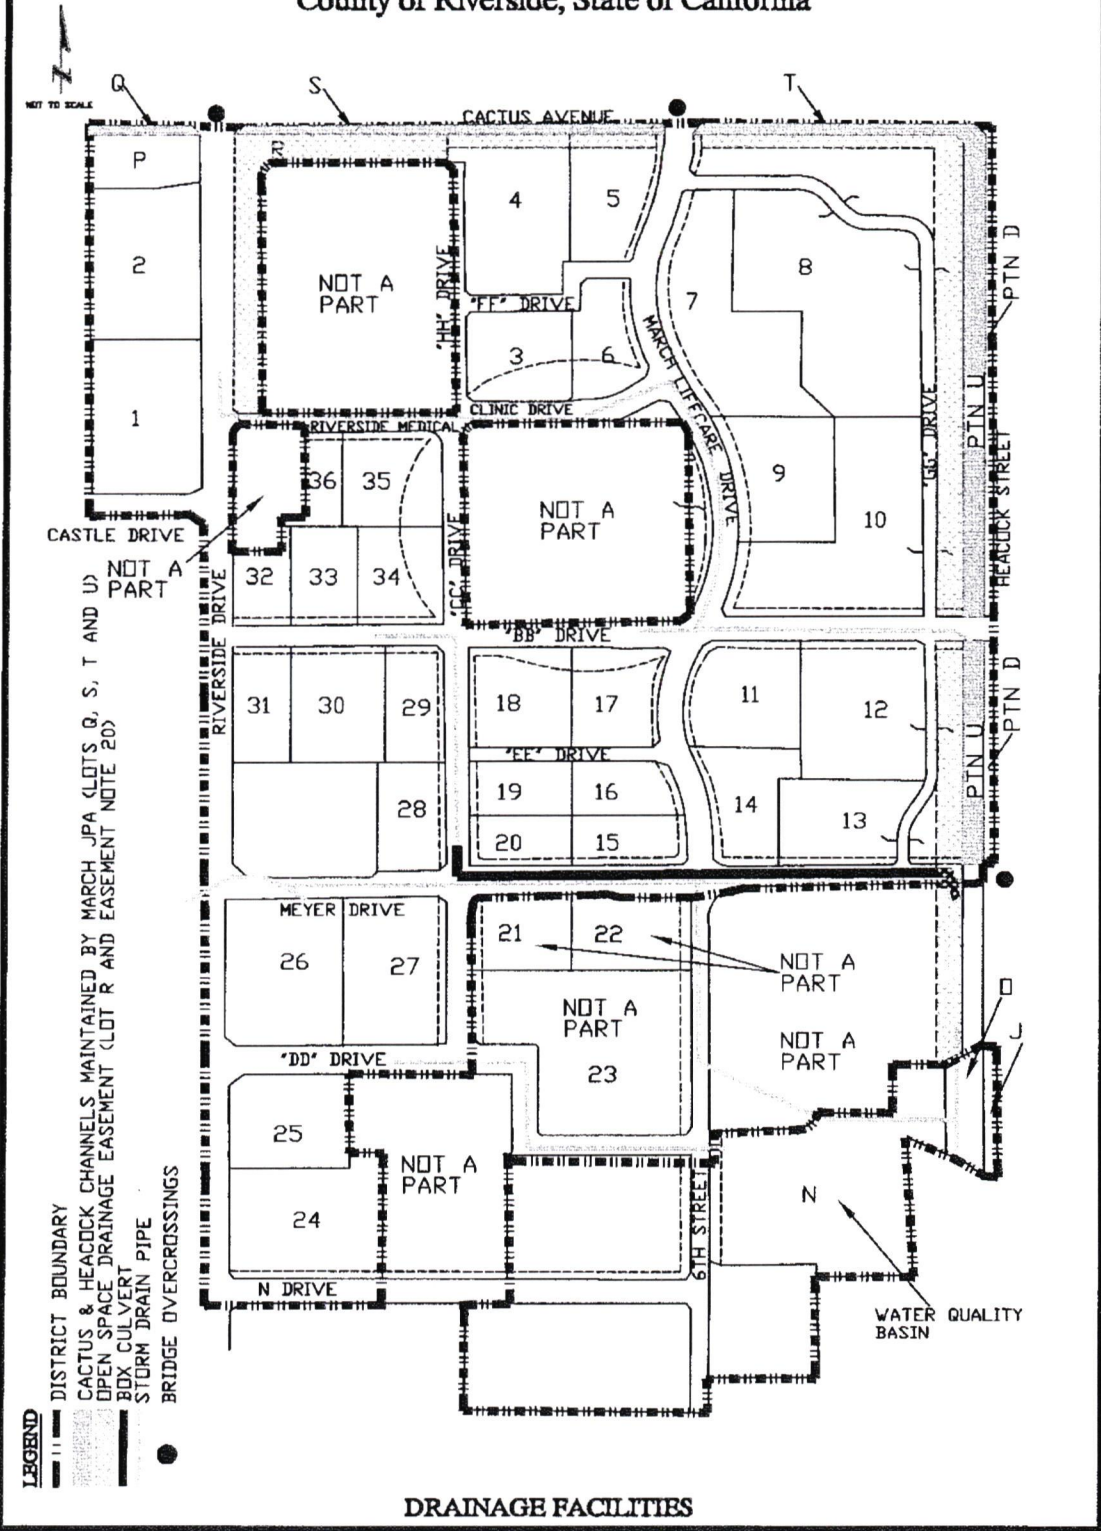 County of Riverside, State of California
NOT TO SCALE
Q
S
T
CACTUS AVENUE
P
R
4
5
2
NOT A
PART
"HH" DRIVE
8
7
PTN D
"FF" DRIVE
3
6
MARCH LIFECARE DRIVE
1
CLINIC DRIVE
RIVERSIDE MEDICAL
"GG" DRIVE
PTN U
HEACOCK STREET
36
35
9
NOT A
PART
10
CASTLE DRIVE
NOT A
PART
32
33
34
"CC" DRIVE
RIVERSIDE DRIVE
"BB" DRIVE
31
30
29
18
17
11
12
PTN D
PTN U
"EE" DRIVE
28
19
16
14
13
20
15
MEYER DRIVE
26
27
21
22
NOT A
PART
NOT A
PART
NOT A
PART
O
J
"DD" DRIVE
23
25
NOT A
PART
24
N
6TH STREET
N DRIVE
WATER QUALITY
BASIN
LEGEND
DISTRICT BOUNDARY
CACTUS & HEACOCK CHANNELS MAINTAINED BY MARCH JPA (LOTS Q, S, T AND U)
OPEN SPACE DRAINAGE EASEMENT (LOT R AND EASEMENT NOTE 20)
BOX CULVERT
STORM DRAIN PIPE
BRIDGE OVERCROSSINGS
DRAINAGE FACILITIES